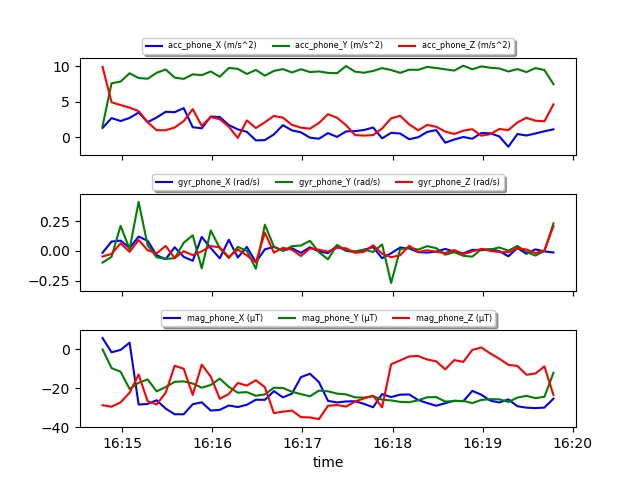 acc_phone_X (m/s^2) acc_phone_Y (m/s^2) acc_phone_Z (m/s^2)
10
5
0
gyr_phone_X (rad/s) gyr_phone_Y (rad/s) gyr_phone_Z (rad/s)
0.25
0.00
−0.25
mag_phone_X (µT) mag_phone_Y (µT) mag_phone_Z (µT)
0
−20
−40
16:15 16:16 16:17 16:18 16:19 16:20
time